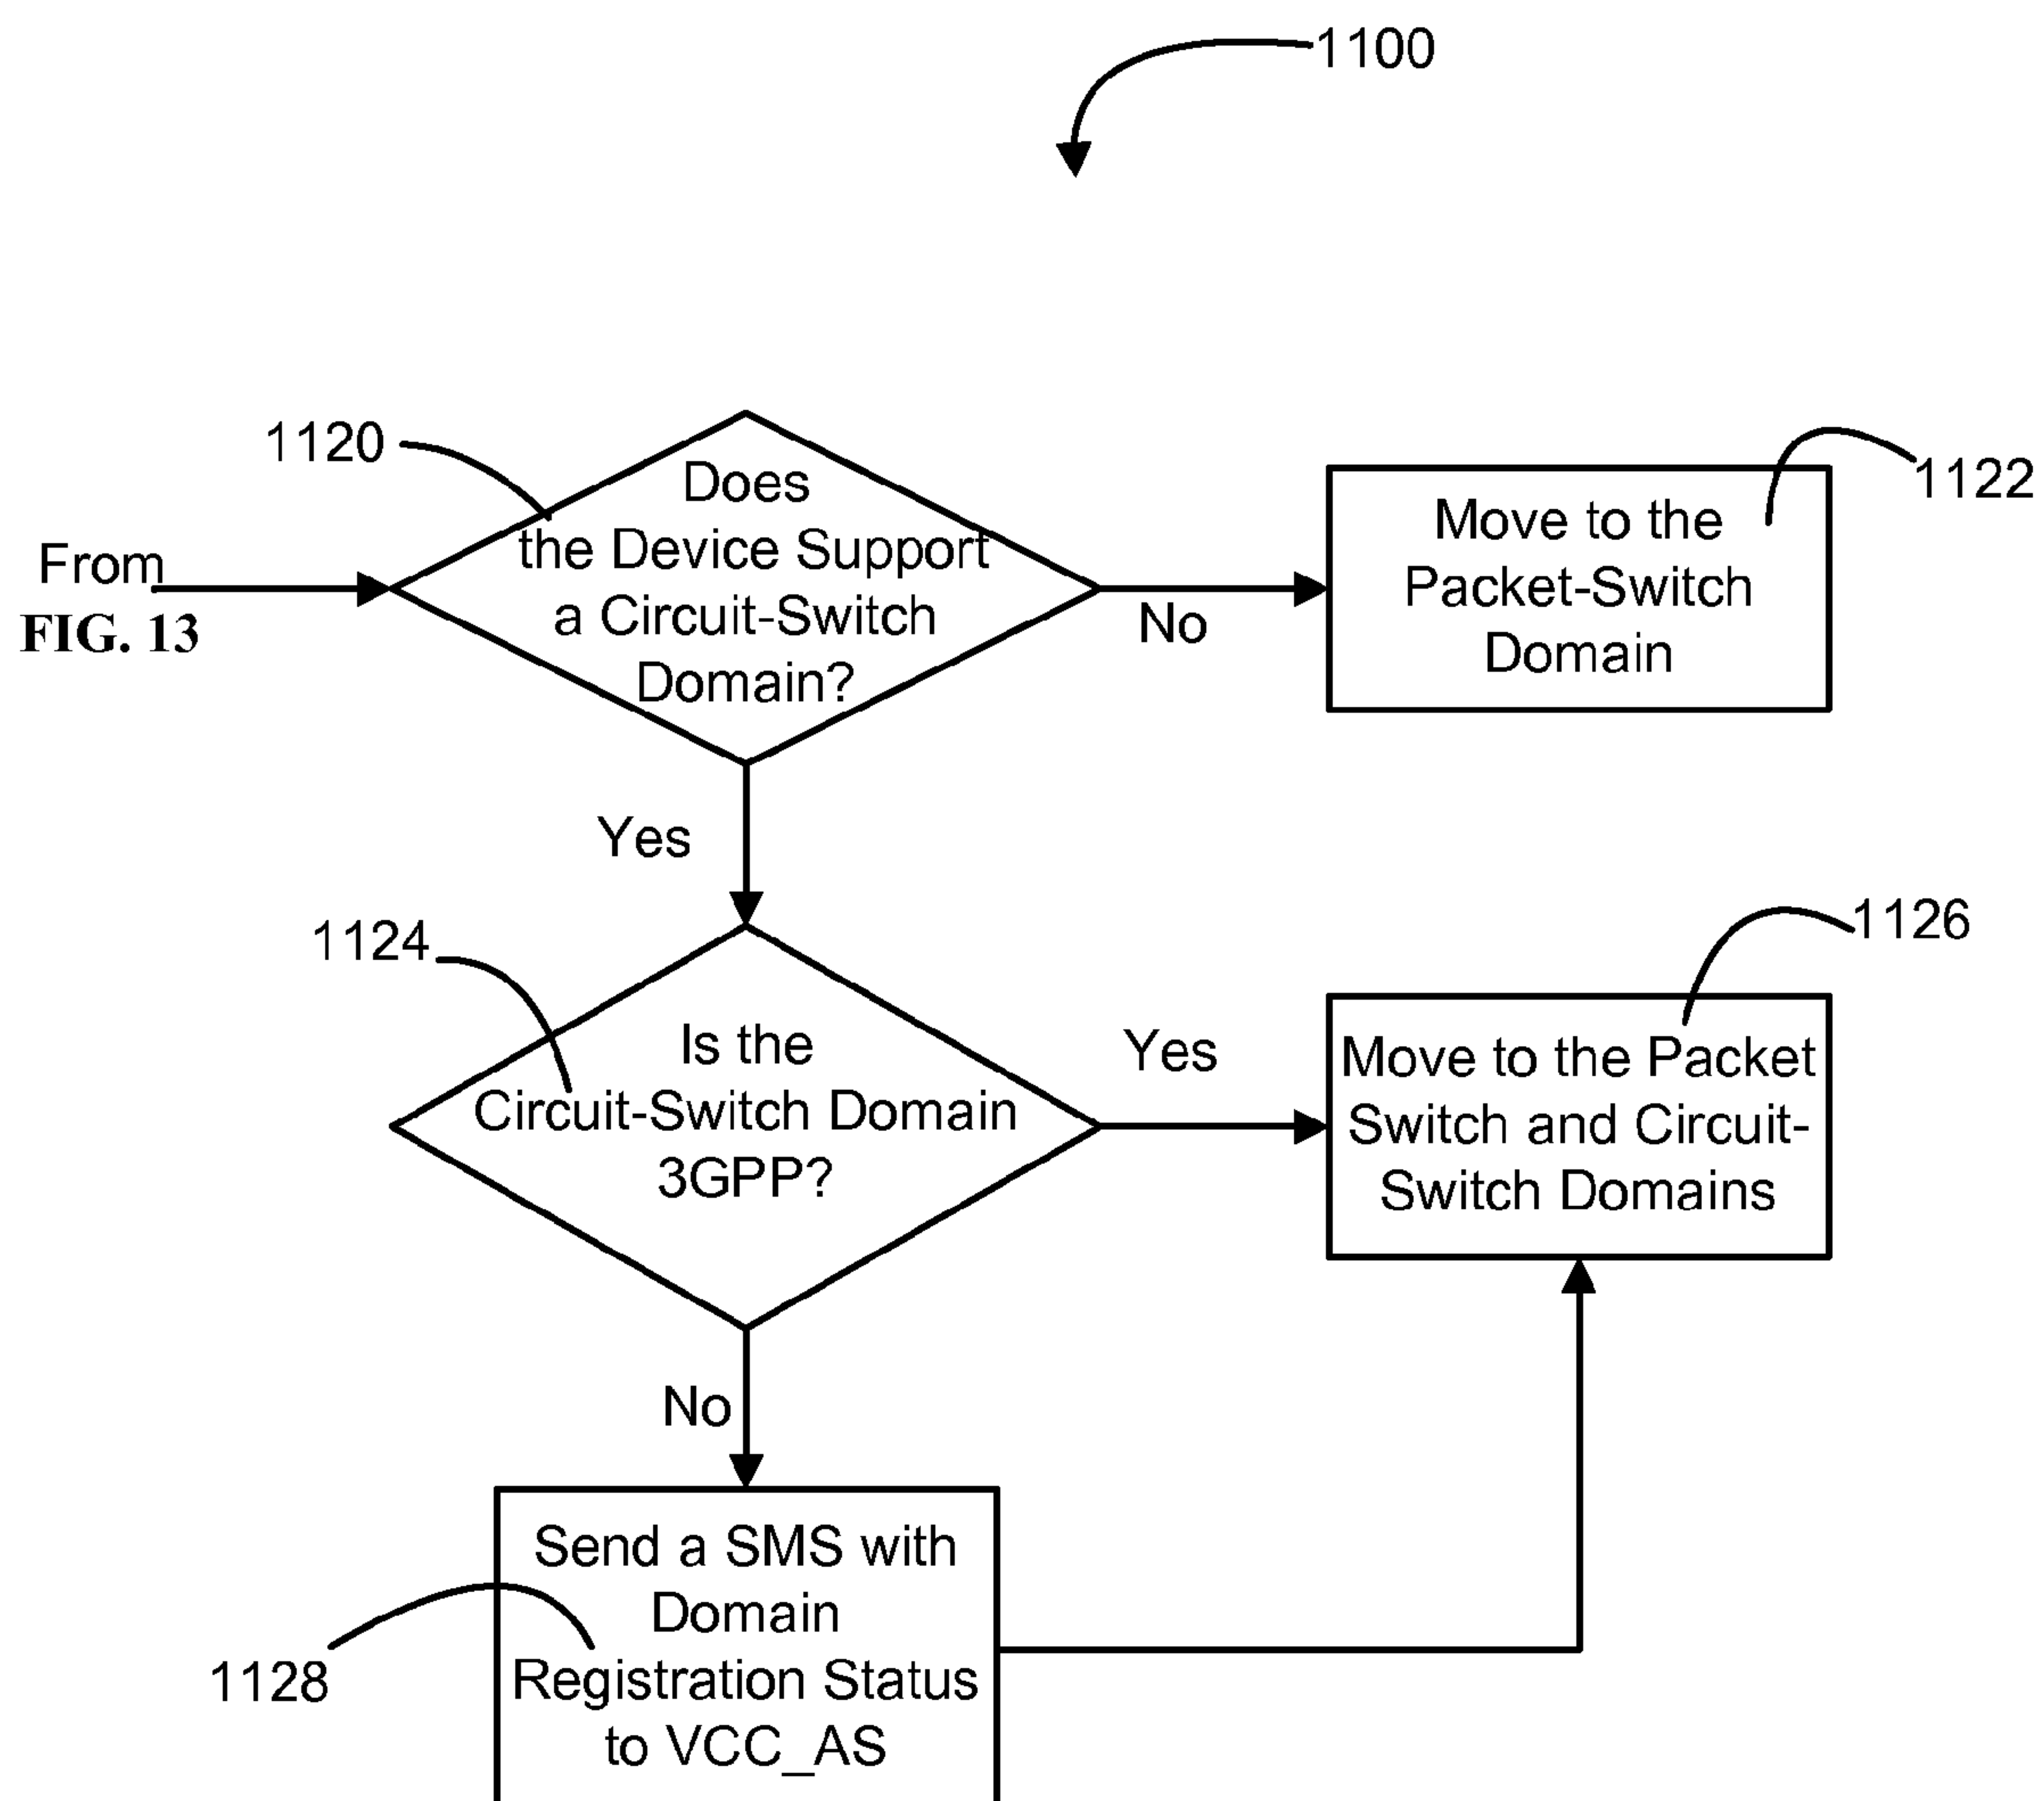 1100
1120
Does
the Device Support
a Circuit-Switch
Domain?
From
FIG. 13
No
Move to the
Packet-Switch
Domain
1122
Yes
1124
Is the
Circuit-Switch Domain
3GPP?
Yes
1126
Move to the Packet
Switch and Circuit-
Switch Domains
No
Send a SMS with
Domain
Registration Status
to VCC_AS
1128